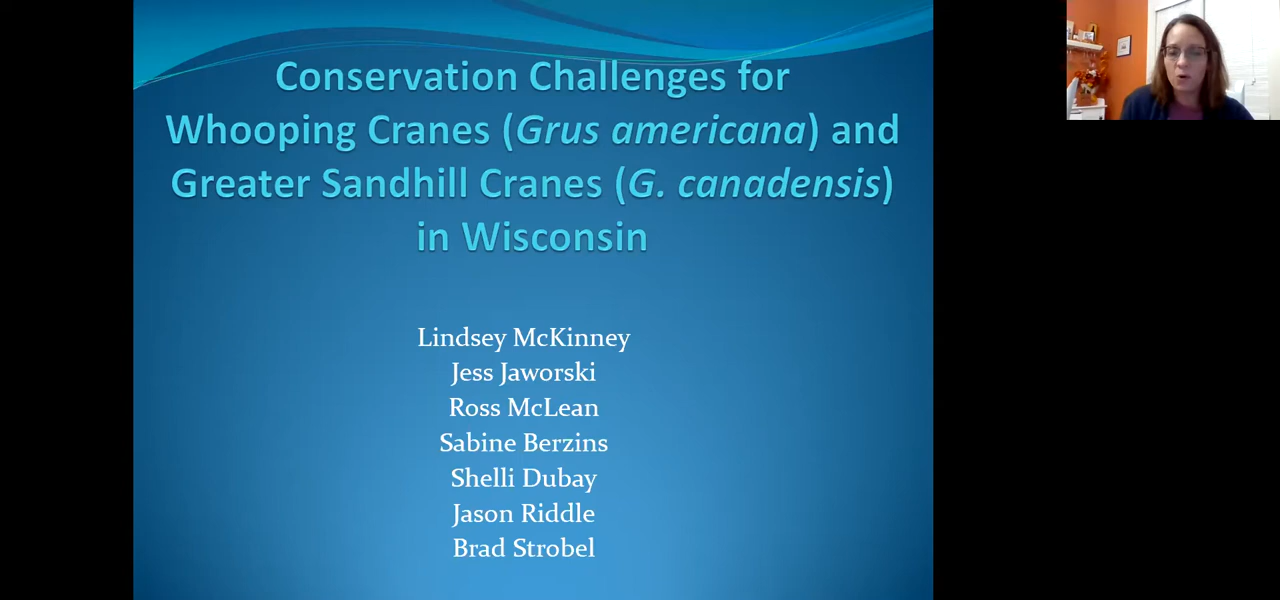 Conservation Challenges for
Whooping Cranes (Grus americana) and
Greater Sandhill Cranes (G. canadensis)
in Wisconsin
Lindsey McKinney
Jess Jaworski
Ross McLean
Sabine Berzins
Shelli Dubay
Jason Riddle
Brad Strobel